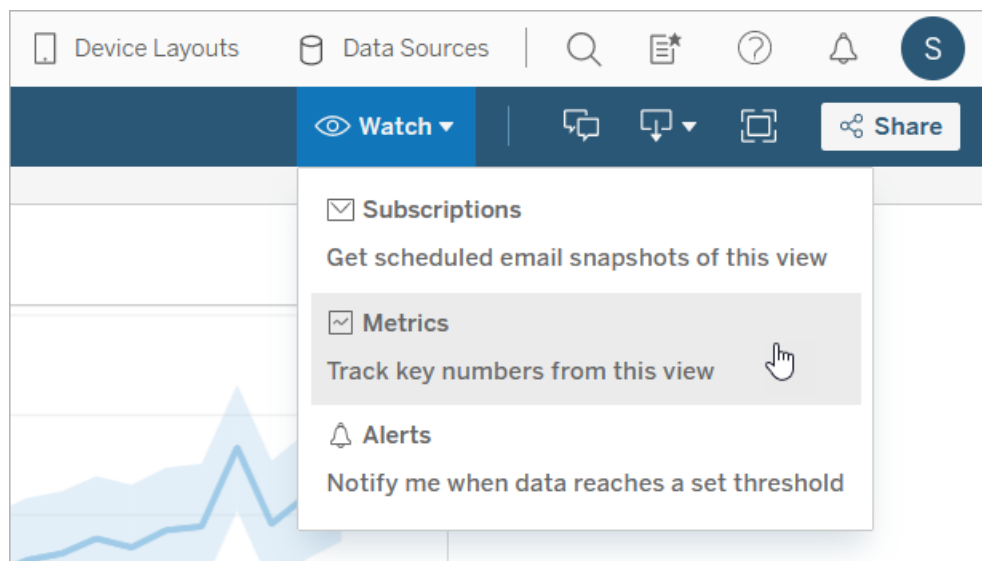 Device Layouts
Data Sources
S
Watch
Share
Subscriptions
Get scheduled email snapshots of this view
Metrics
Track key numbers from this view
Alerts
Notify me when data reaches a set threshold